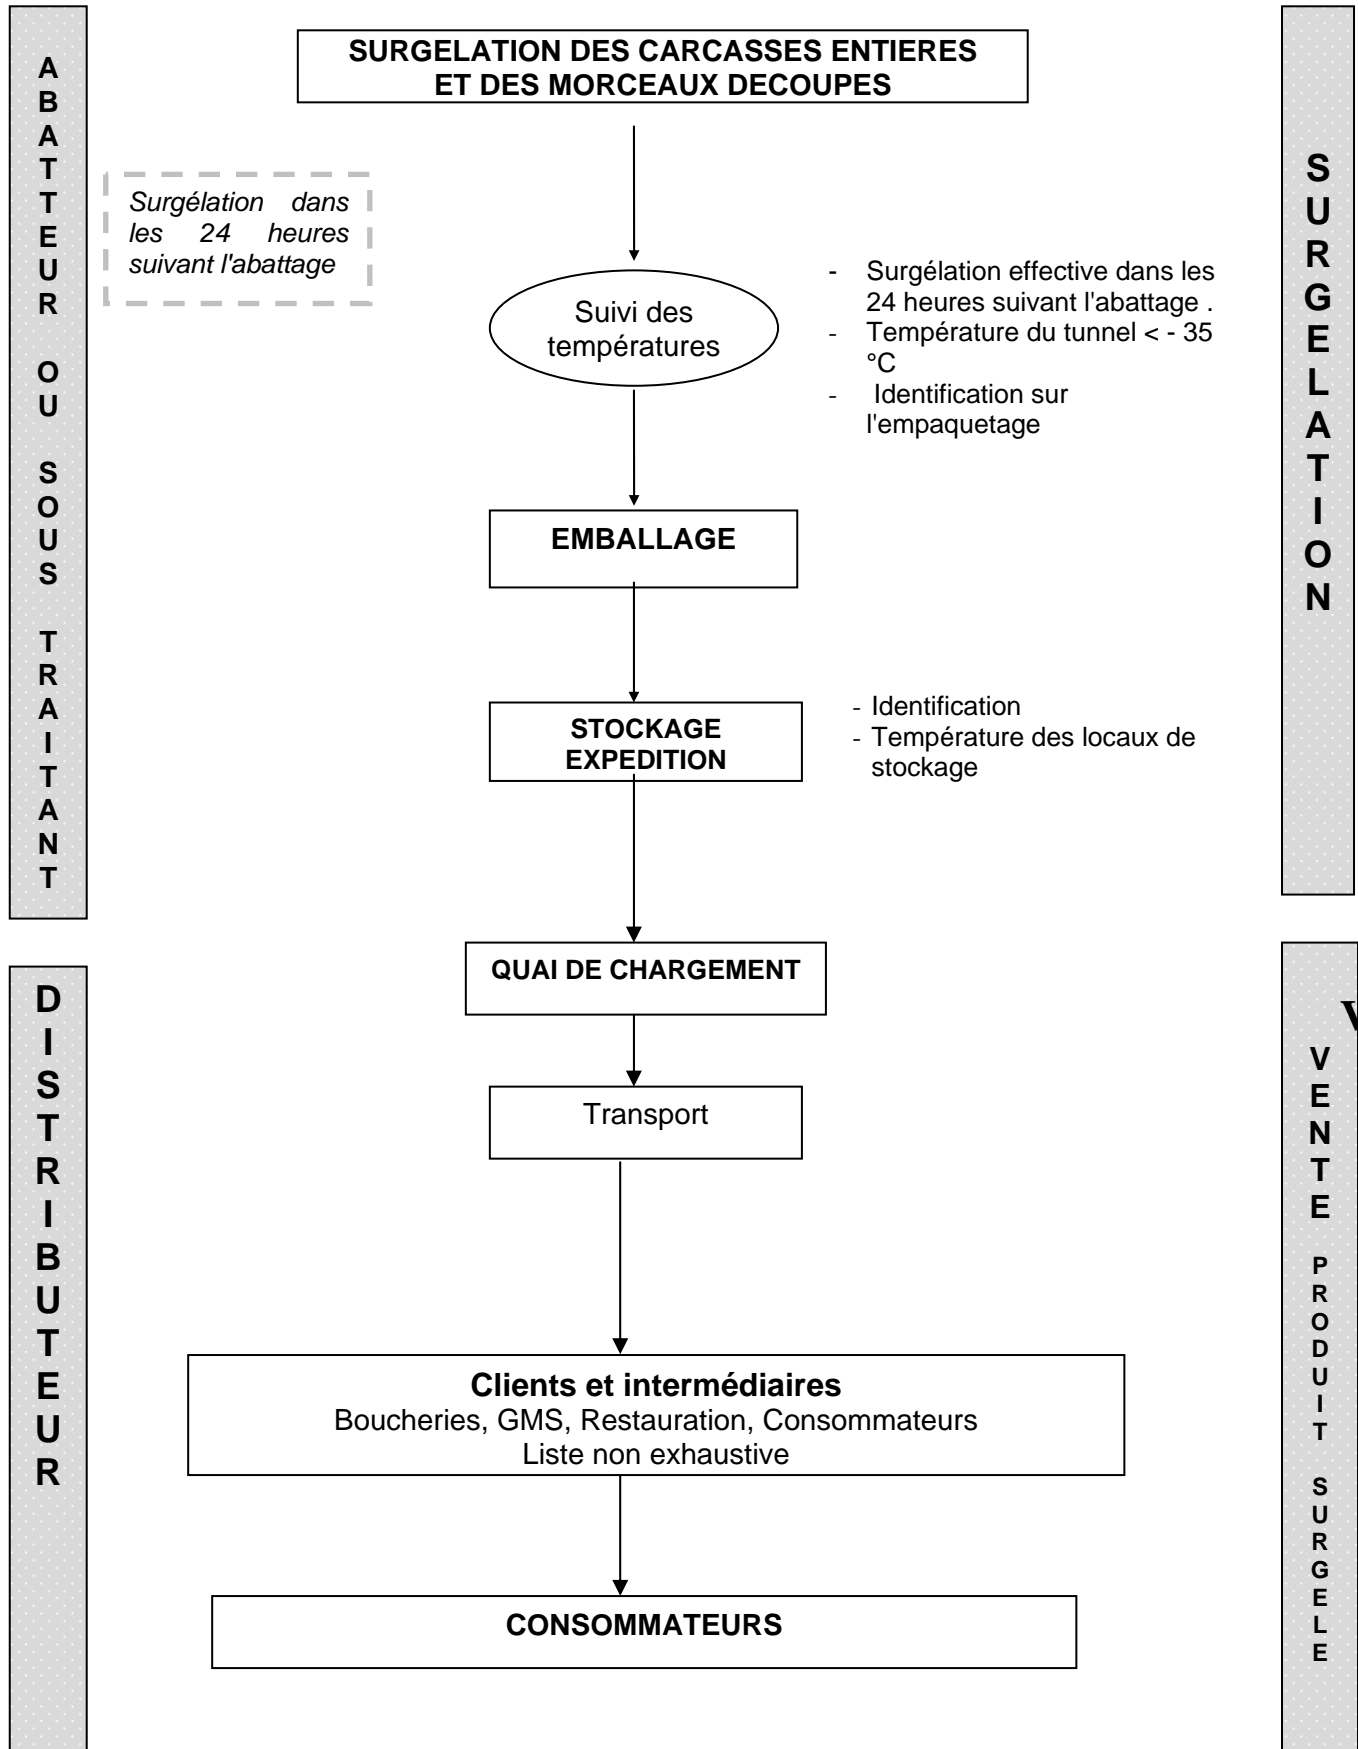 ABATTEUR OU SOUS TRAITANT
SURGELATION DES CARCASSES ENTIERES
ET DES MORCEAUX DECOUPES
SURGELATION
Surgélation dans
les 24 heures
suivant l'abattage
Suivi des
températures
- Surgélation effective dans les
24 heures suivant l'abattage .
- Température du tunnel < - 35
°C
- Identification sur
l'empaquetage
EMBALLAGE
STOCKAGE
EXPEDITION
- Identification
- Température des locaux de
stockage
DISTRIBUTEUR
QUAI DE CHARGEMENT
V
VENTE PRODUIT SURGELE
Transport
Clients et intermédiaires
Boucheries, GMS, Restauration, Consommateurs
Liste non exhaustive
CONSOMMATEURS